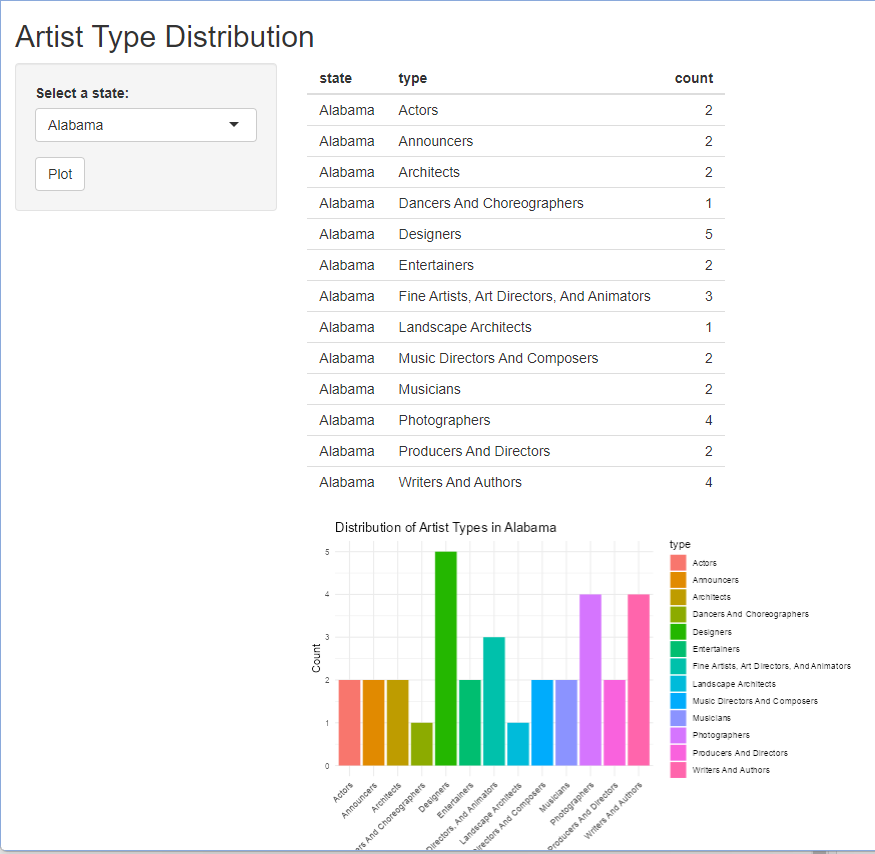 Artist Type Distribution
Select a state:
Alabama
Plot
state type count
Alabama Actors 2
Alabama Announcers 2
Alabama Architects 2
Alabama Dancers And Choreographers 1
Alabama Designers 5
Alabama Entertainers 2
Alabama Fine Artists, Art Directors, And Animators 3
Alabama Landscape Architects 1
Alabama Music Directors And Composers 2
Alabama Musicians 2
Alabama Photographers 4
Alabama Producers And Directors 2
Alabama Writers And Authors 4
Distribution of Artist Types in Alabama
Count
5
4
3
2
1
0
Actors
Announcers
Architects
And Choreographers
Designers
Entertainers
Directors, And Animators
Landscape Architects
Directors And Composers
Musicians
Photographers
Producers And Directors
Writers And Authors
type
Actors
Announcers
Architects
Dancers And Choreographers
Designers
Entertainers
Fine Artists, Art Directors, And Animators
Landscape Architects
Music Directors And Composers
Musicians
Photographers
Producers And Directors
Writers And Authors